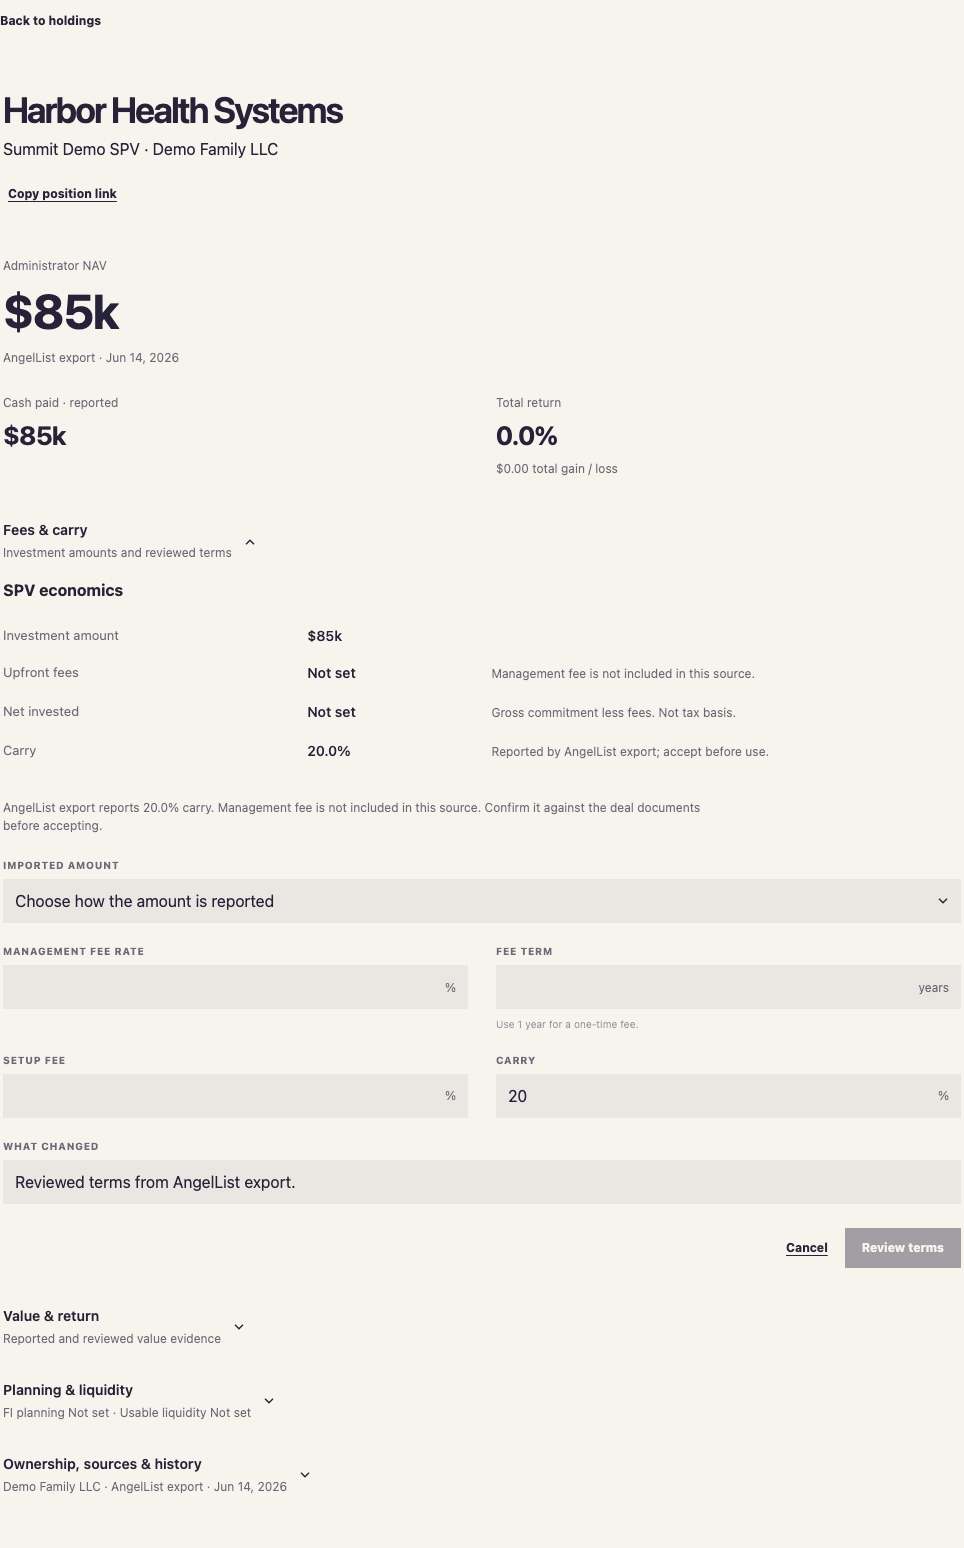 Back to holdings
Harbor Health Systems
Summit Demo SPV · Demo Family LLC
Copy position link
Administrator NAV
$85k
AngelList export · Jun 14, 2026
Cash paid · reported
$85k
Total return
0.0%
$0.00 total gain / loss
Fees & carry
Investment amounts and reviewed terms
SPV economics
Investment amount $85k
Upfront fees Not set Management fee is not included in this source.
Net invested Not set Gross commitment less fees. Not tax basis.
Carry 20.0% Reported by AngelList export; accept before use.
AngelList export reports 20.0% carry. Management fee is not included in this source. Confirm it against the deal documents
before accepting.
IMPORTED AMOUNT
Choose how the amount is reported
MANAGEMENT FEE RATE
%
FEE TERM
years
Use 1 year for a one-time fee.
SETUP FEE
%
CARRY
20 %
WHAT CHANGED
Reviewed terms from AngelList export.
Cancel Review terms
Value & return
Reported and reviewed value evidence
Planning & liquidity
FI planning Not set · Usable liquidity Not set
Ownership, sources & history
Demo Family LLC · AngelList export · Jun 14, 2026